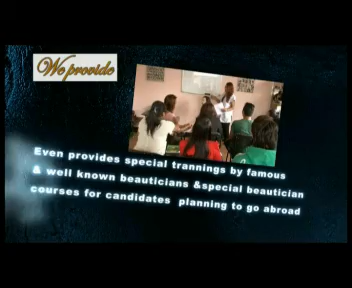 We provide
Even provides special trannings by famous
& well known beauticians &special beautician
courses for candidates planning to go abroad